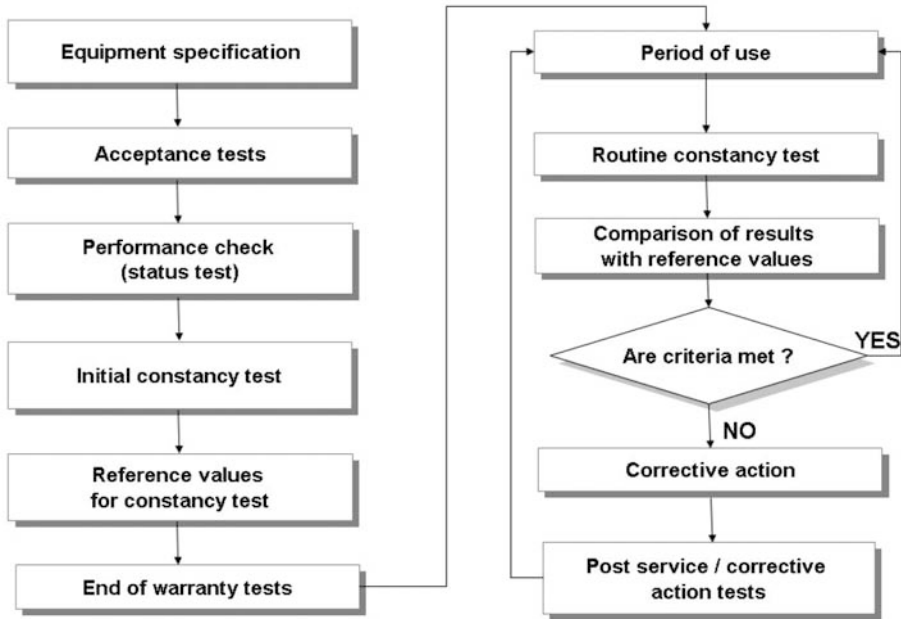 Equipment specification
Acceptance tests
Performance check
(status test)
Initial constancy test
Reference values
for constancy test
End of warranty tests
Period of use
Routine constancy test
Comparison of results
with reference values
Are criteria met ?
YES
NO
Corrective action
Post service / corrective
action tests